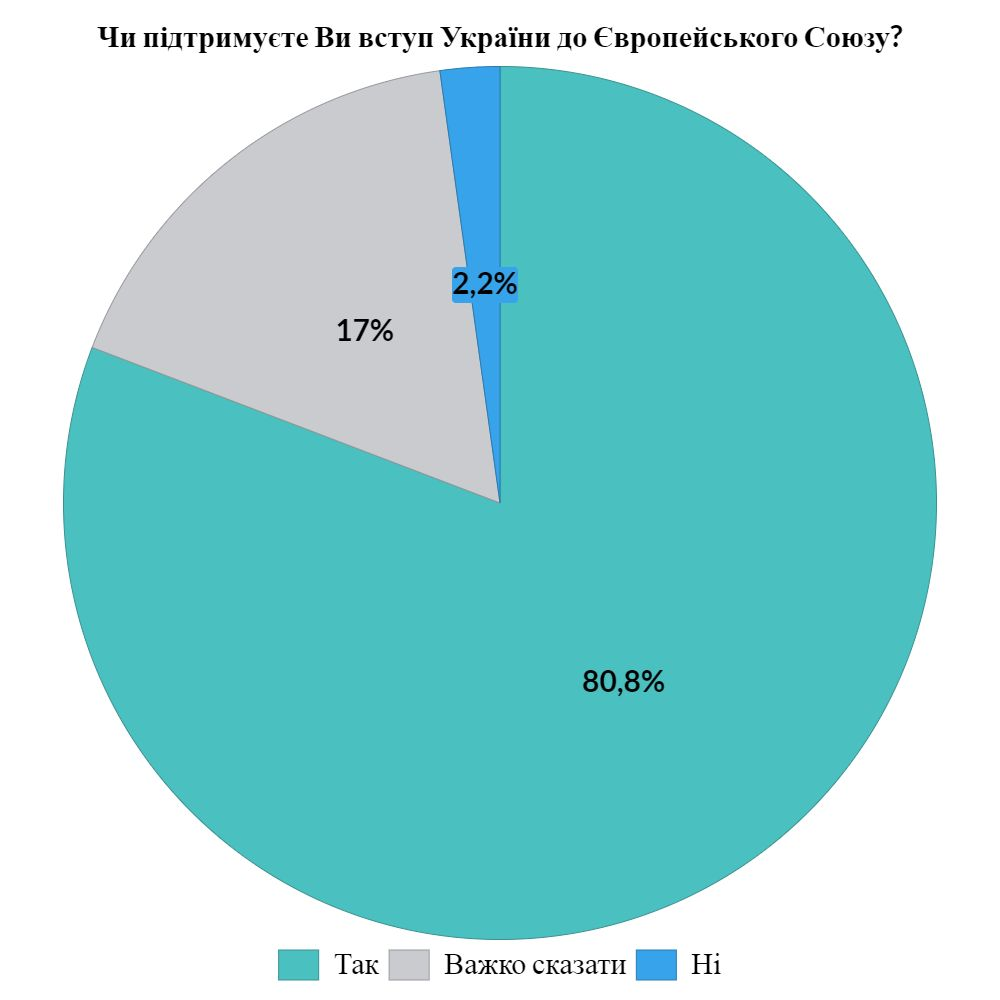 Чи підтримуєте Ви вступ України до Європейського Союзу?
2,2%
17%
80,8%
Так Важко сказати Ні